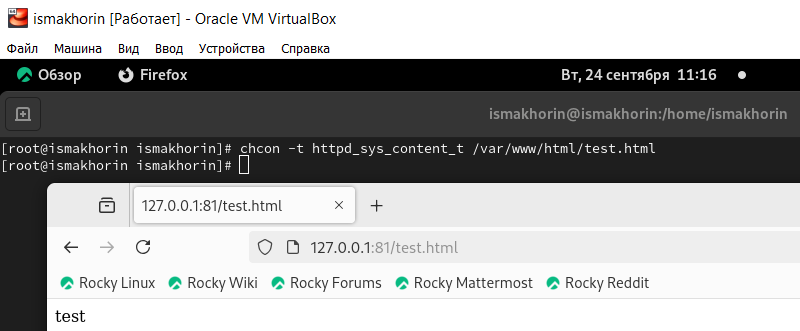 ismakhorin [Работает] - Oracle VM VirtualBox
Файл Машина Вид Ввод Устройства Справка
Обзор Firefox Вт, 24 сентября 11:16
ismakhorin@ismakhorin:/home/ismakhorin
[root@ismakhorin ismakhorin]# chcon -t httpd_sys_content_t /var/www/html/test.html
[root@ismakhorin ismakhorin]#
127.0.0.1:81/test.html
127.0.0.1:81/test.html
Rocky Linux Rocky Wiki Rocky Forums Rocky Mattermost Rocky Reddit
test